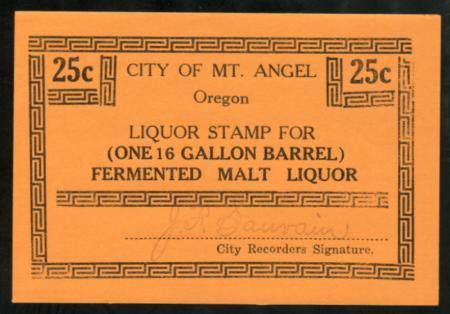 25c CITY OF MT. ANGEL 25c
Oregon
LIQUOR STAMP FOR
(ONE 16 GALLON BARREL)
FERMENTED MALT LIQUOR
City Recorders Signature.